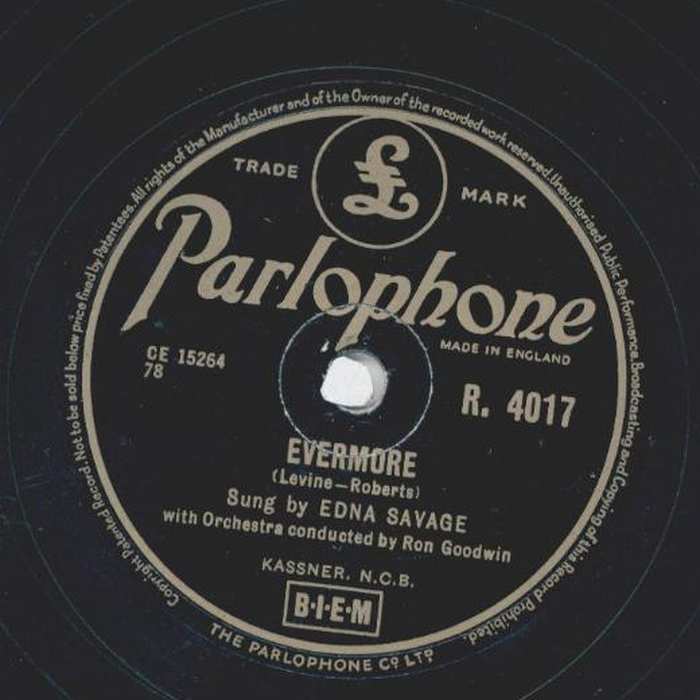 Copyright Patented Record. Not to be sold below price fixed by Patentees. All rights of the Manufacturer and of the Owner of the recorded work reserved. Unauthorised Public Performance, Broadcasting and Copying of this Record Prohibited.
TRADE £ MARK
Parlophone
MADE IN ENGLAND
CE 15264
78
R. 4017
EVERMORE
(Levine—Roberts)
Sung by EDNA SAVAGE
with Orchestra conducted by Ron Goodwin
KASSNER. N.C.B.
B·I·E·M
THE PARLOPHONE CO LTD